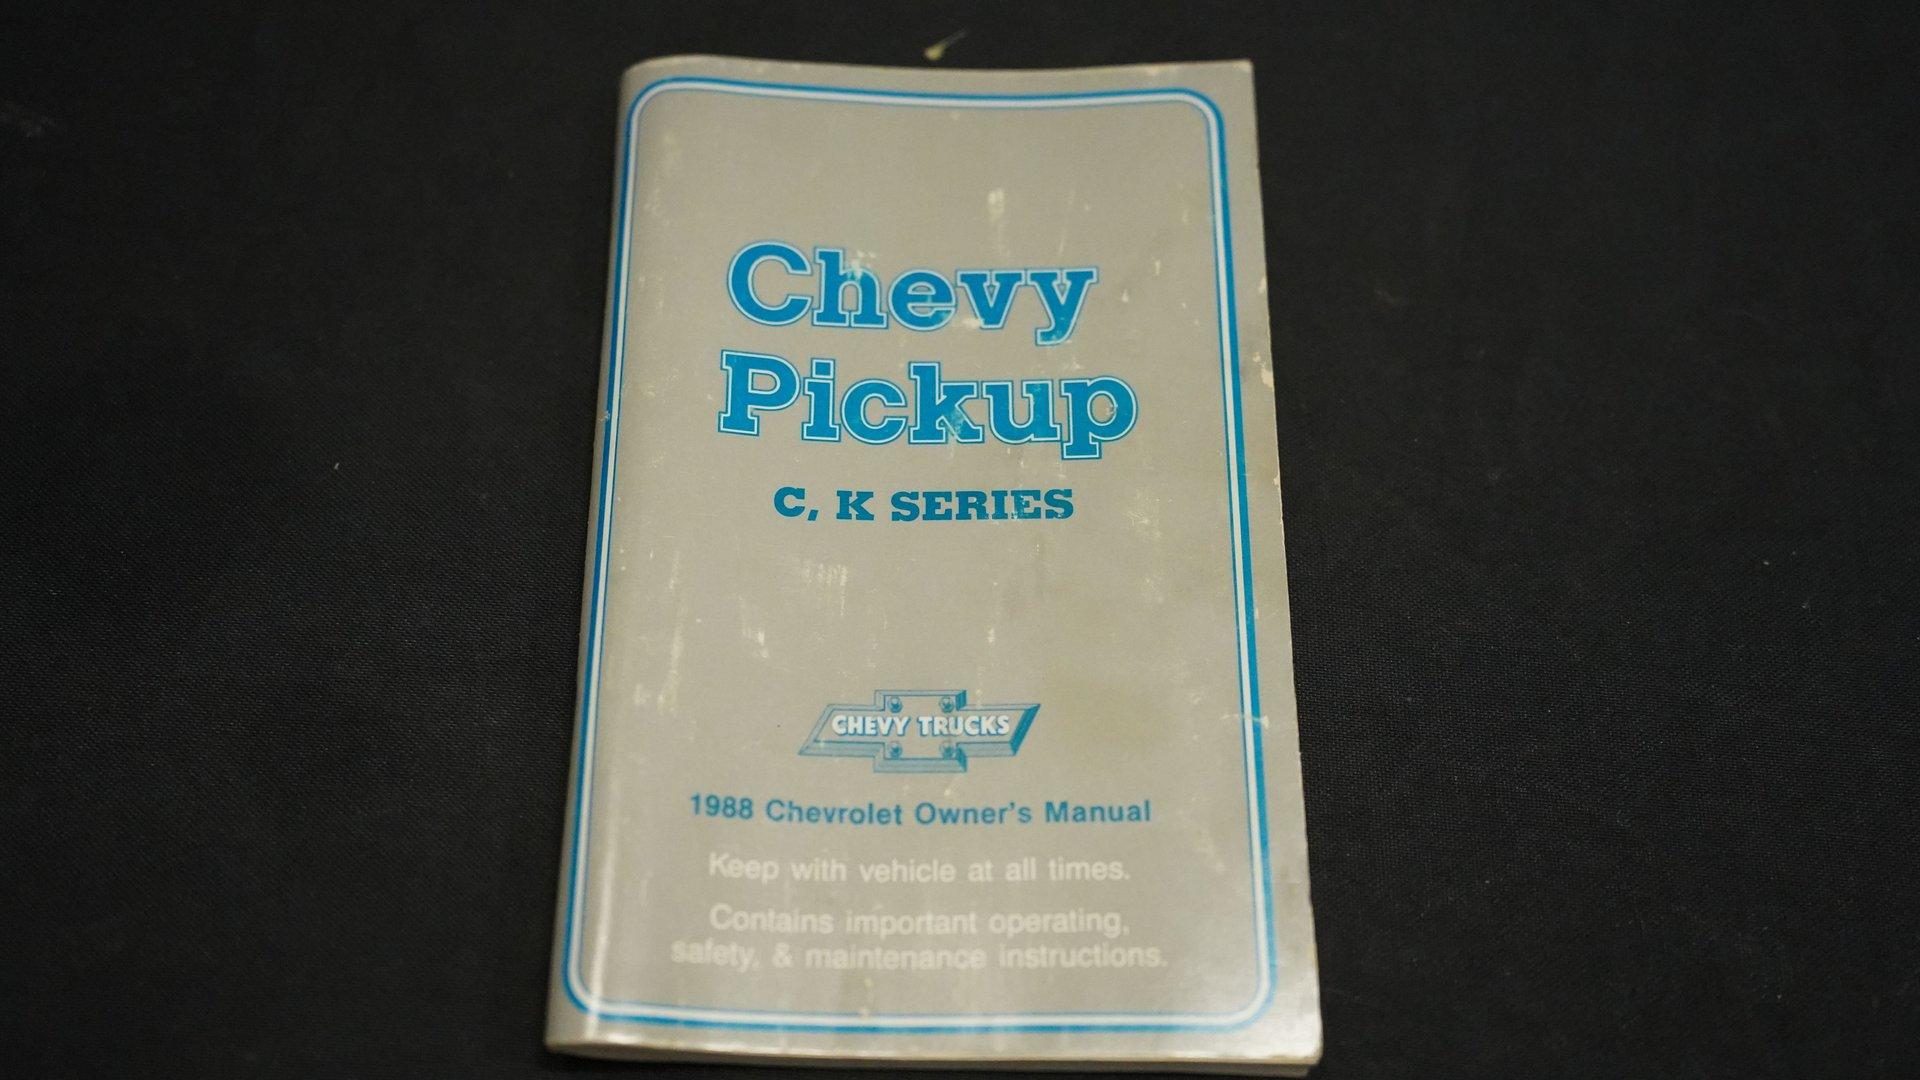 Chevy
Pickup
C, K SERIES
CHEVY TRUCKS
1988 Chevrolet Owner's Manual
Keep with vehicle at all times.
Contains important operating,
safety, & maintenance instructions.